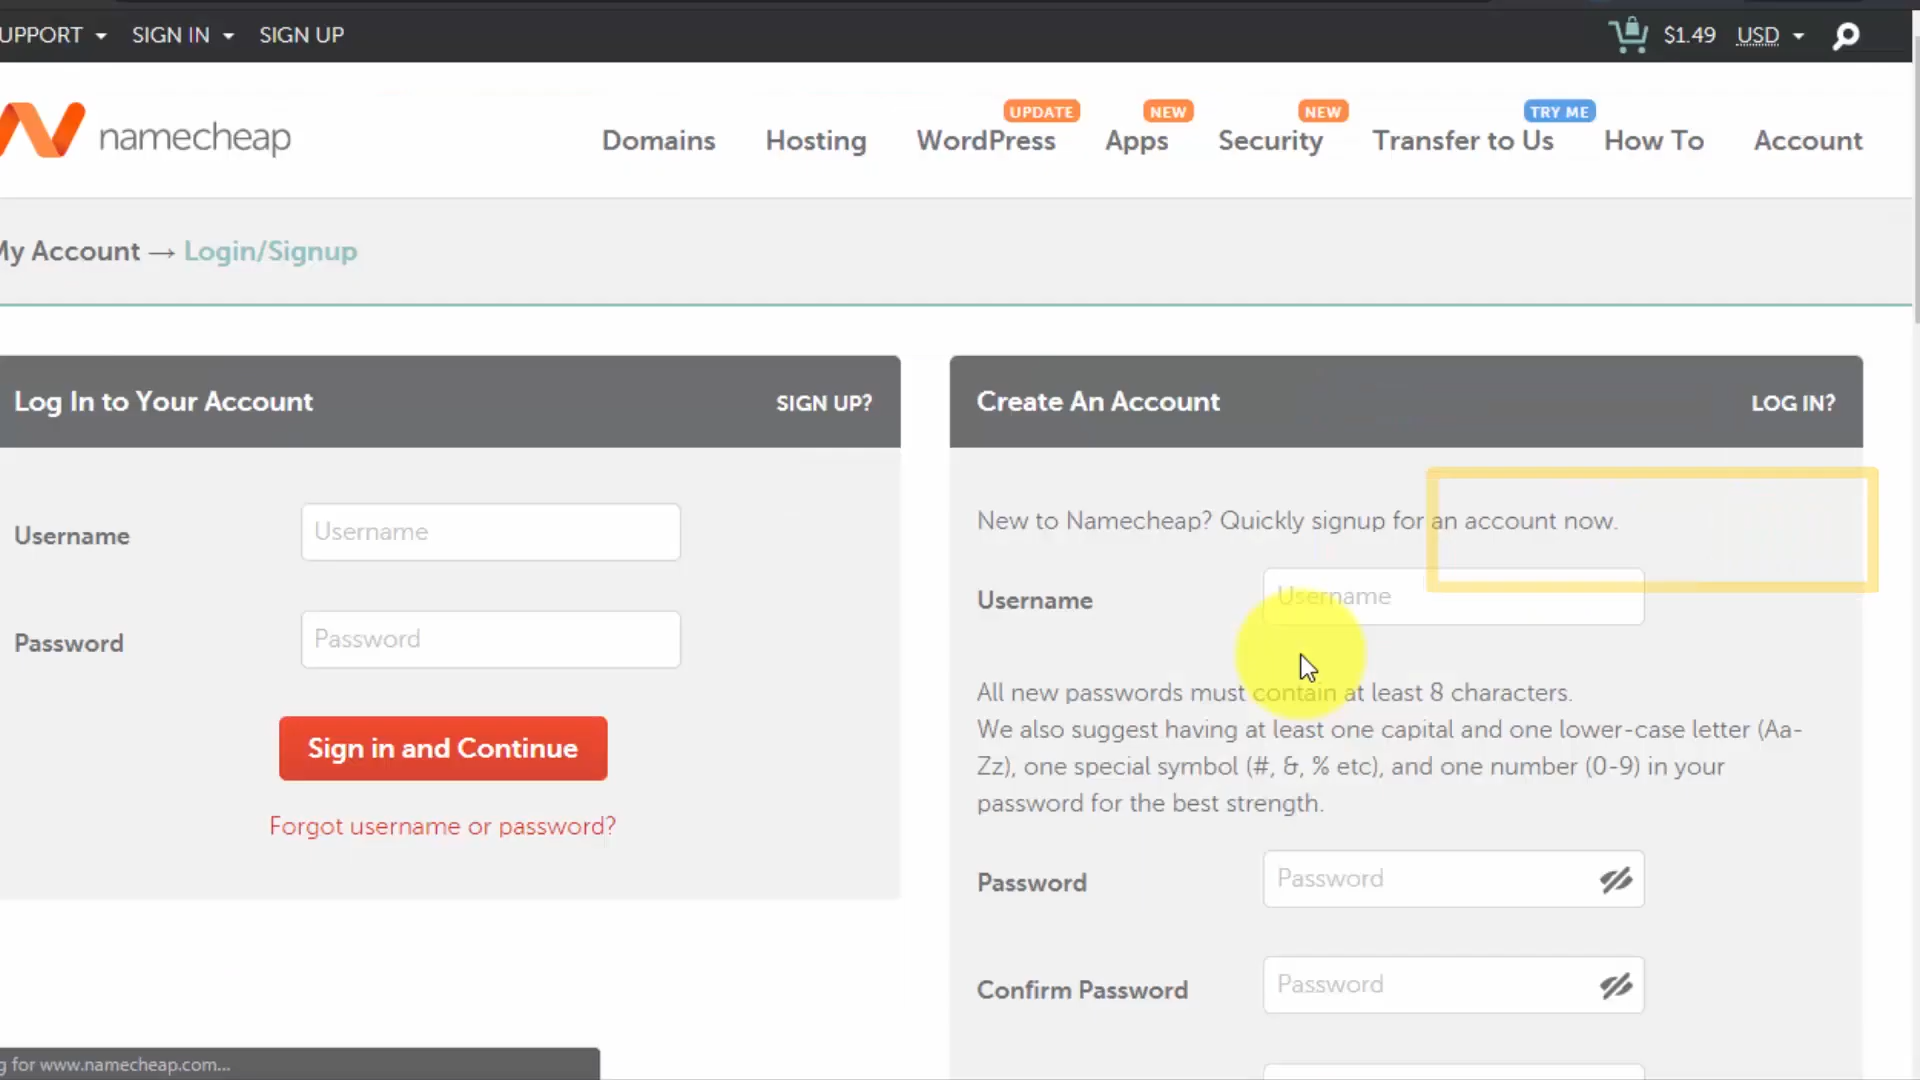 UPPORT SIGN IN SIGN UP $1.49 USD
namecheap
UPDATE NEW NEW TRY ME
Domains Hosting WordPress Apps Security Transfer to Us How To Account
My Account → Login/Signup
Log In to Your Account SIGN UP?
Username Username
Password Password
Sign in and Continue
Forgot username or password?
Create An Account LOG IN?
New to Namecheap? Quickly signup for an account now.
Username Username
All new passwords must contain at least 8 characters.
We also suggest having at least one capital and one lower-case letter (Aa-
Zz), one special symbol (#, &, % etc), and one number (0-9) in your
password for the best strength.
Password Password
Confirm Password Password
g for www.namecheap.com...